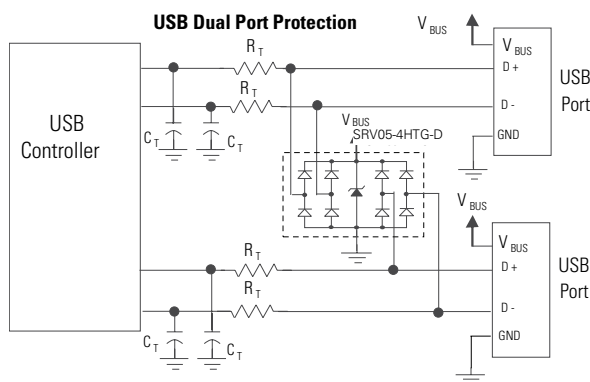 USB Dual Port Protection
V BUS
R T
V BUS
D +
R T
D -
USB
Port
GND
USB
Controller
C T
C T
V BUS
SRV05-4HTG-D
V BUS
V BUS
R T
D +
USB
Port
R T
D -
GND
C T
C T